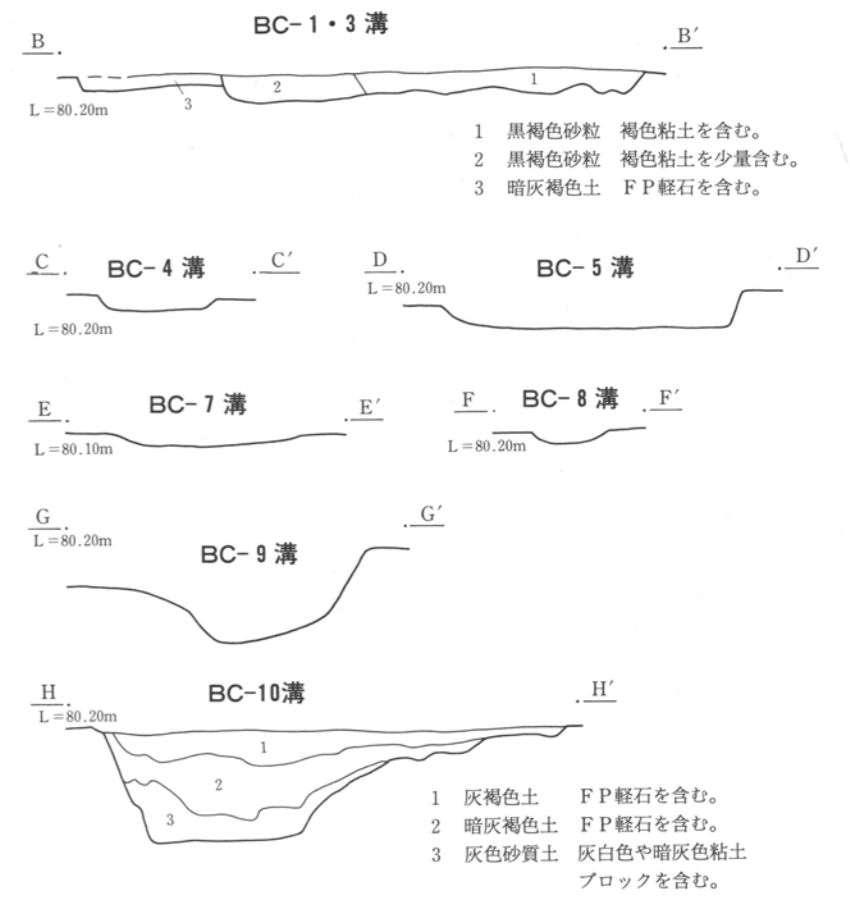 BC-1・3溝
B
B′
1
2
3
L=80.20m
1 黒褐色砂粒 褐色粘土を含む。
2 黒褐色砂粒 褐色粘土を少量含む。
3 暗灰褐色土 FP軽石を含む。
C
BC-4溝
C′
L=80.20m
D
BC-5溝
D′
L=80.20m
E
BC-7溝
E′
L=80.10m
F
BC-8溝
F′
L=80.20m
G
G′
L=80.20m
BC-9溝
H
BC-10溝
H′
L=80.20m
1
2
3
1 灰褐色土 FP軽石を含む。
2 暗灰褐色土 FP軽石を含む。
3 灰色砂質土 灰白色や暗灰色粘土
ブロックを含む。